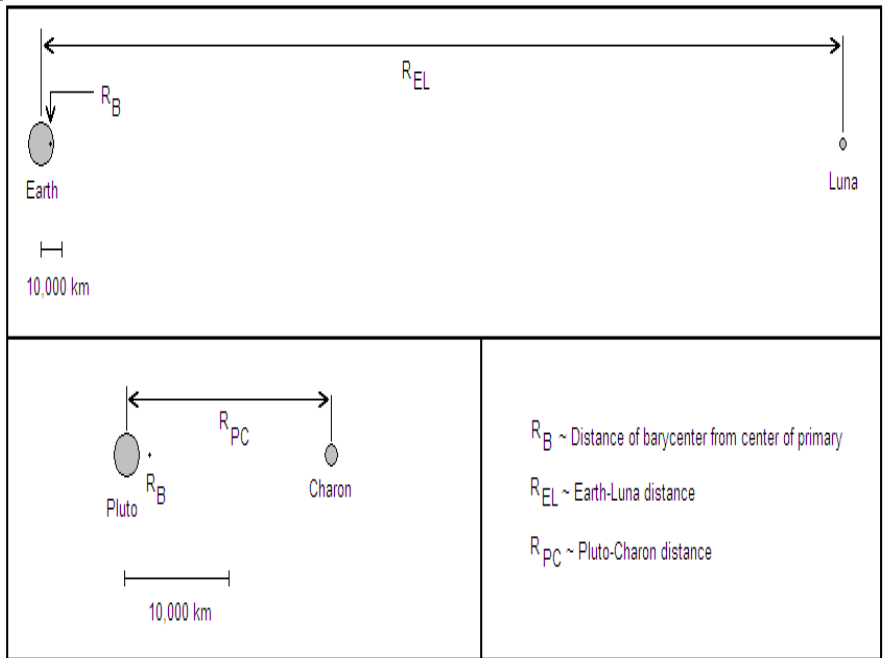 R_EL
R_B
Earth
Luna
10,000 km
R_PC
R_B
Pluto
Charon
10,000 km
R_B ~ Distance of barycenter from center of primary
R_EL ~ Earth-Luna distance
R_PC ~ Pluto-Charon distance